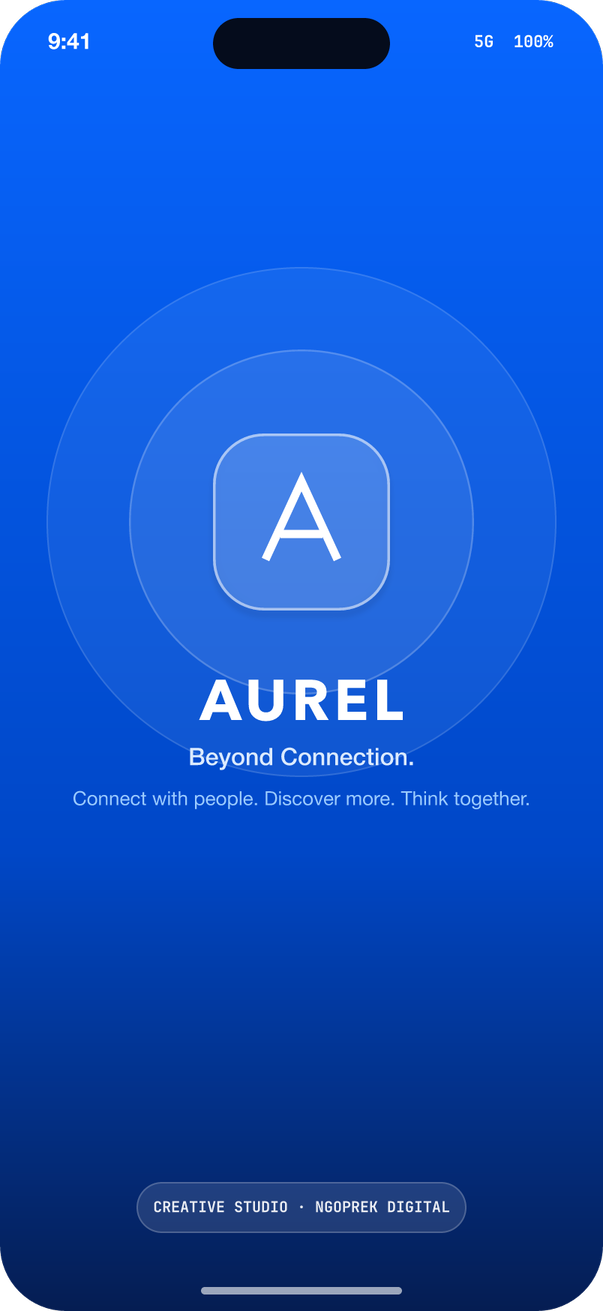 9:41
5G 100%
A
AUREL
Beyond Connection.
Connect with people. Discover more. Think together.
CREATIVE STUDIO · NGOPREK DIGITAL